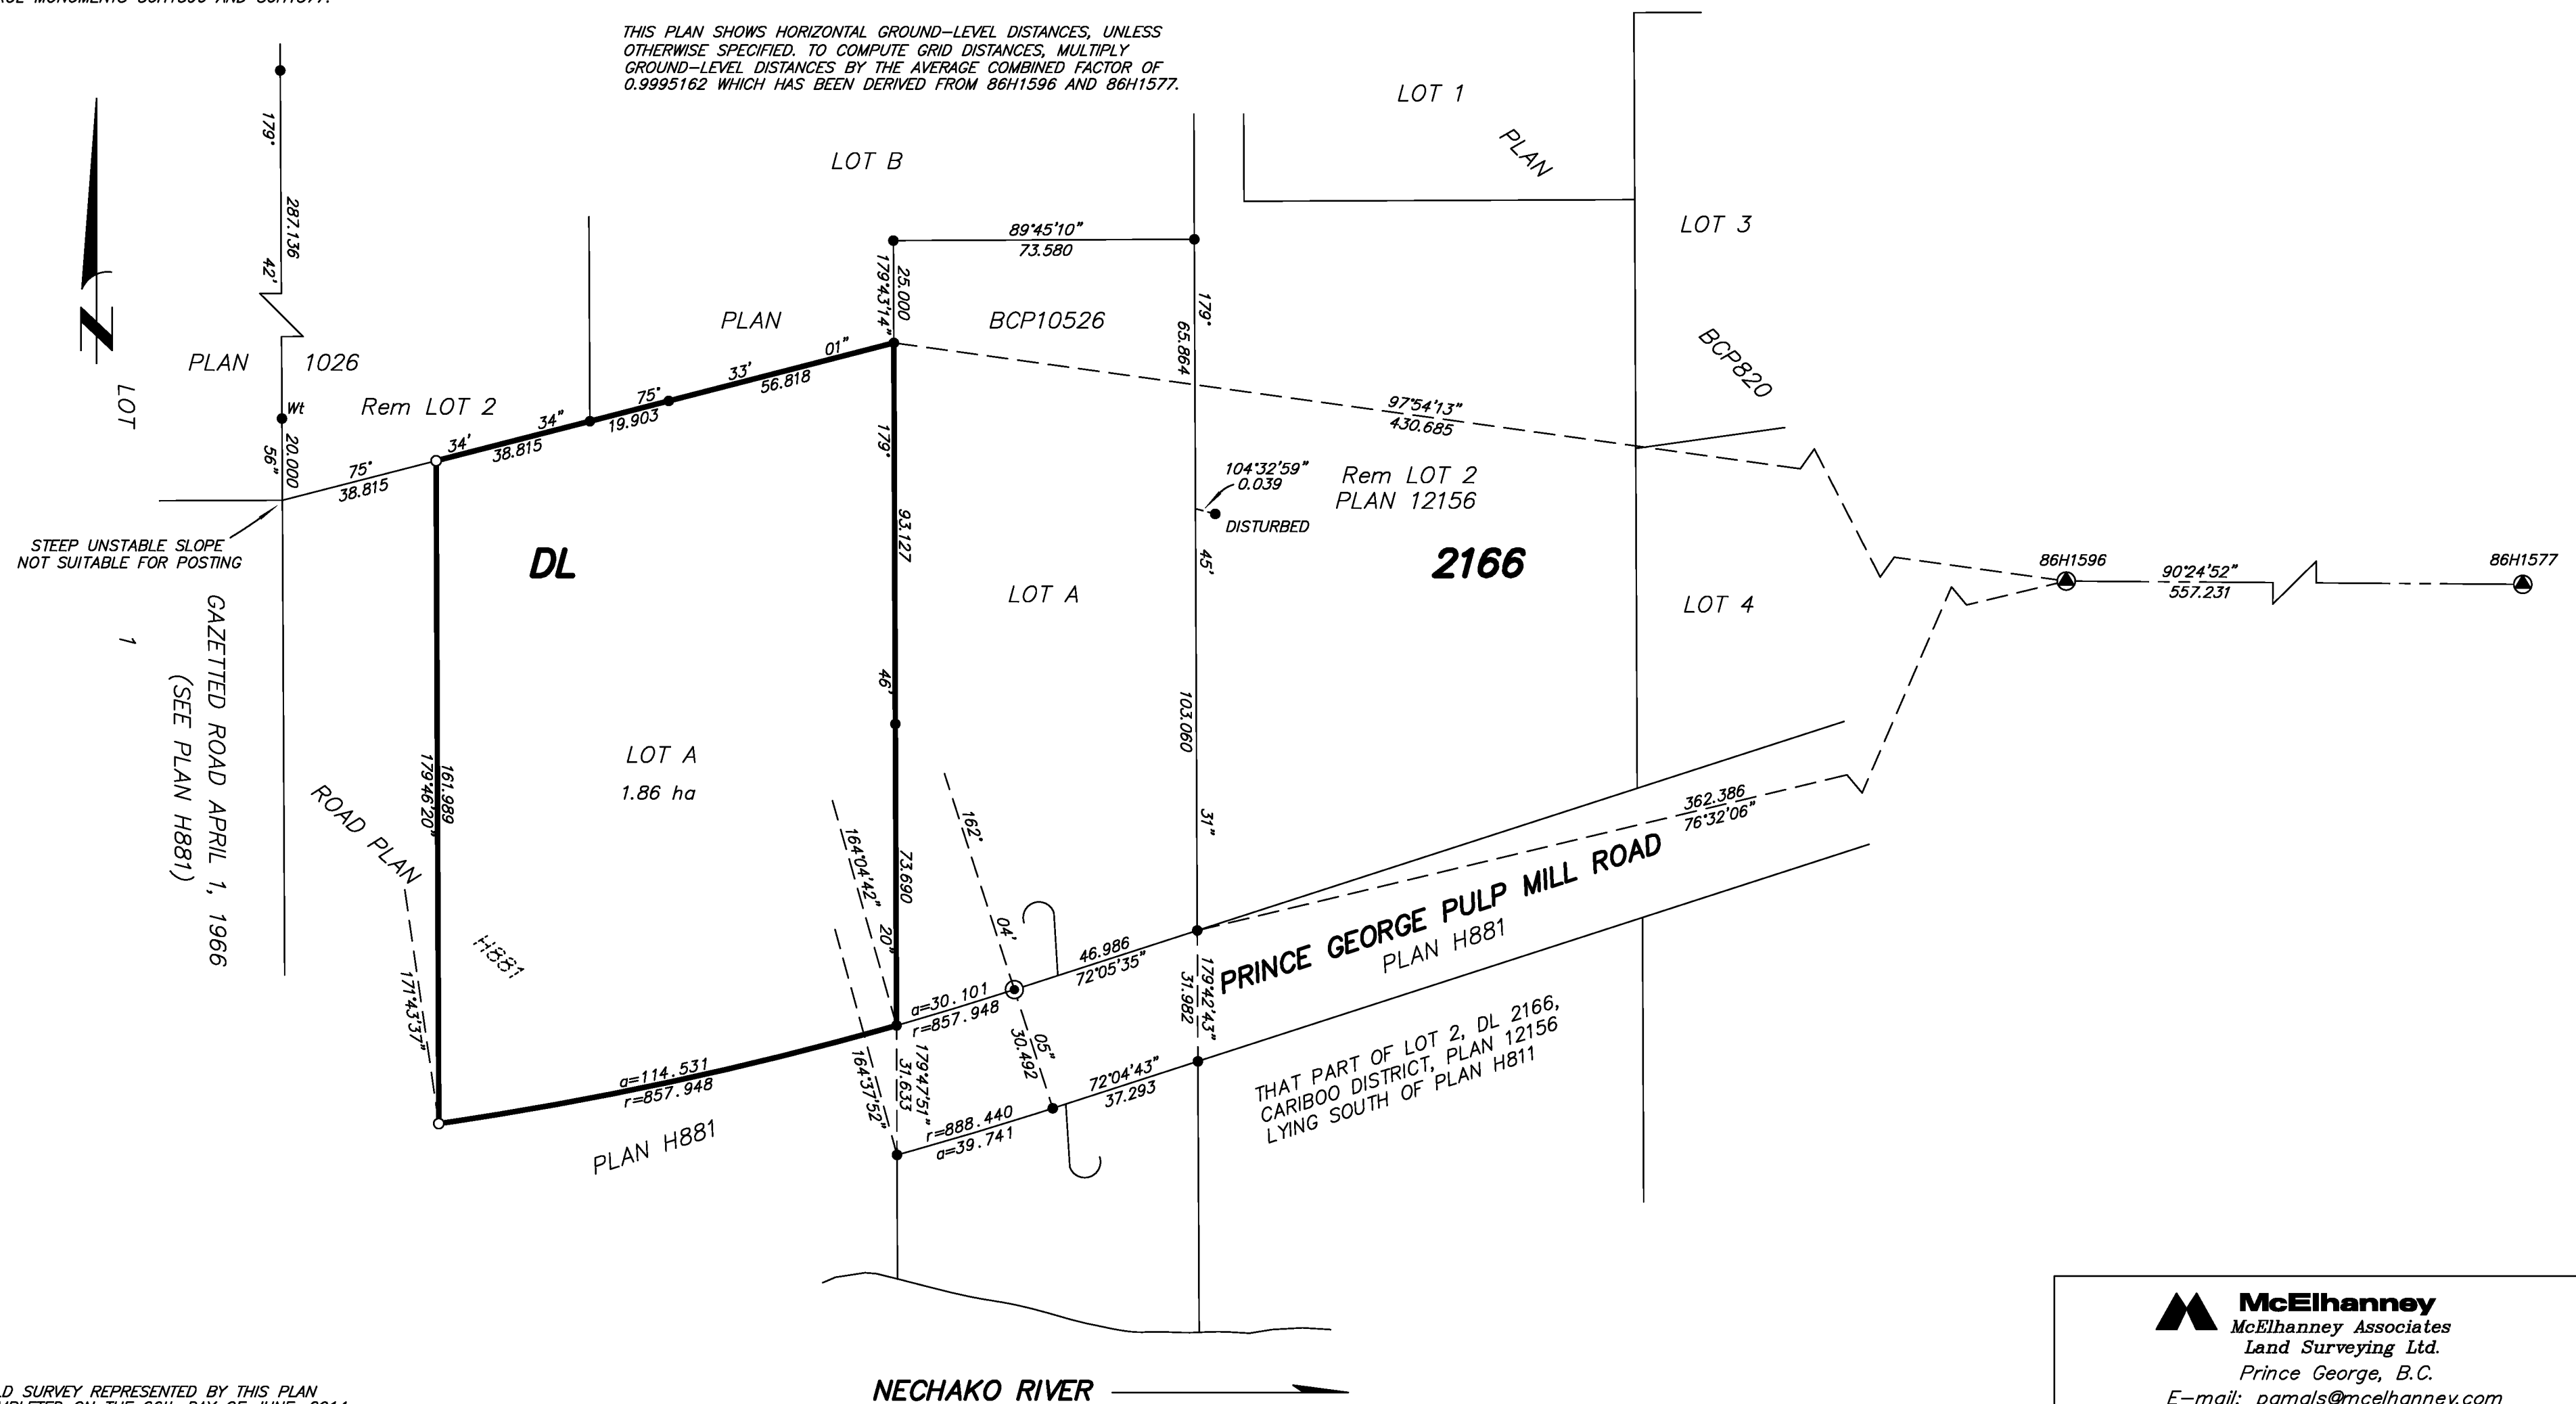 THIS PLAN SHOWS HORIZONTAL GROUND-LEVEL DISTANCES, UNLESS
OTHERWISE SPECIFIED. TO COMPUTE GRID DISTANCES, MULTIPLY
GROUND-LEVEL DISTANCES BY THE AVERAGE COMBINED FACTOR OF
0.9995162 WHICH HAS BEEN DERIVED FROM 86H1596 AND 86H1577.
LOT 1
PLAN
BCP820
LOT 3
LOT 4
LOT B
89°45'10"
73.580
25.000
179°43'14"
PLAN BCP10526
179°
287.136
42'
56"
Wt
20.000
PLAN 1026
LOT 1
Rem LOT 2
75° 34' 34"
38.815
38.815
75° 33' 01"
19.903
56.818
179° 46' 20"
93.127
73.690
179° 45' 31"
65.864
103.060
97°54'13"
430.685
104°32'59"
0.039
DISTURBED
Rem LOT 2
PLAN 12156
STEEP UNSTABLE SLOPE
NOT SUITABLE FOR POSTING
DL 2166
86H1596
90°24'52"
557.231
86H1577
LOT A
LOT A
1.86 ha
GAZETTED ROAD APRIL 1, 1966
(SEE PLAN H881)
161.989
179°46'20"
ROAD PLAN
H881
171°43'37"
164°04'42"
164°37'52"
162° 04' 05"
30.492
a=30.101
r=857.948
46.986
72°05'35"
362.386
76°32'06"
PRINCE GEORGE PULP MILL ROAD
PLAN H881
179°42'43"
31.982
179°47'51"
31.633
a=114.531
r=857.948
PLAN H881
r=888.440
a=39.741
72°04'43"
37.293
THAT PART OF LOT 2, DL 2166,
CARIBOO DISTRICT, PLAN 12156
LYING SOUTH OF PLAN H811
NECHAKO RIVER
McElhanney
McElhanney Associates
Land Surveying Ltd.
Prince George, B.C.
E-mail: pgmals@mcelhanney.com
SURVEY REPRESENTED BY THIS PLAN